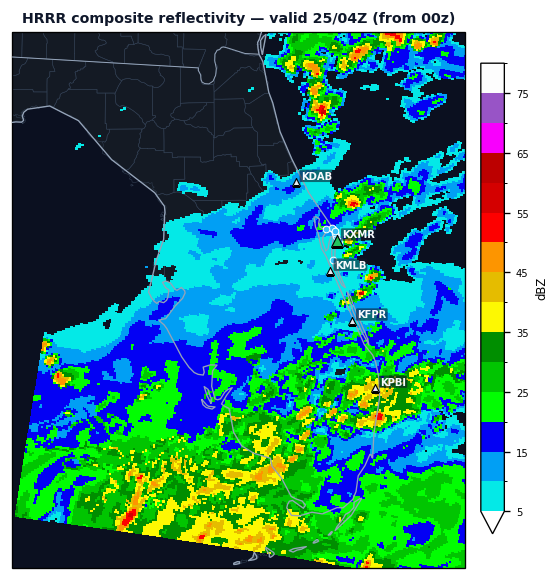 HRRR composite reflectivity — valid 25/04Z (from 00z)
KDAB
KXMR
KMLB
KFPR
KPBI
75
65
55
45
35
25
15
5
dBZ